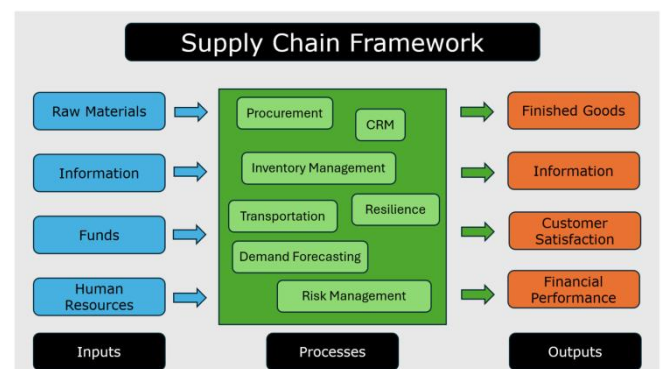 Supply Chain Framework
Raw Materials
Information
Funds
Human
Resources
Inputs
Procurement
CRM
Inventory Management
Transportation
Resilience
Demand Forecasting
Risk Management
Processes
Finished Goods
Information
Customer
Satisfaction
Financial
Performance
Outputs